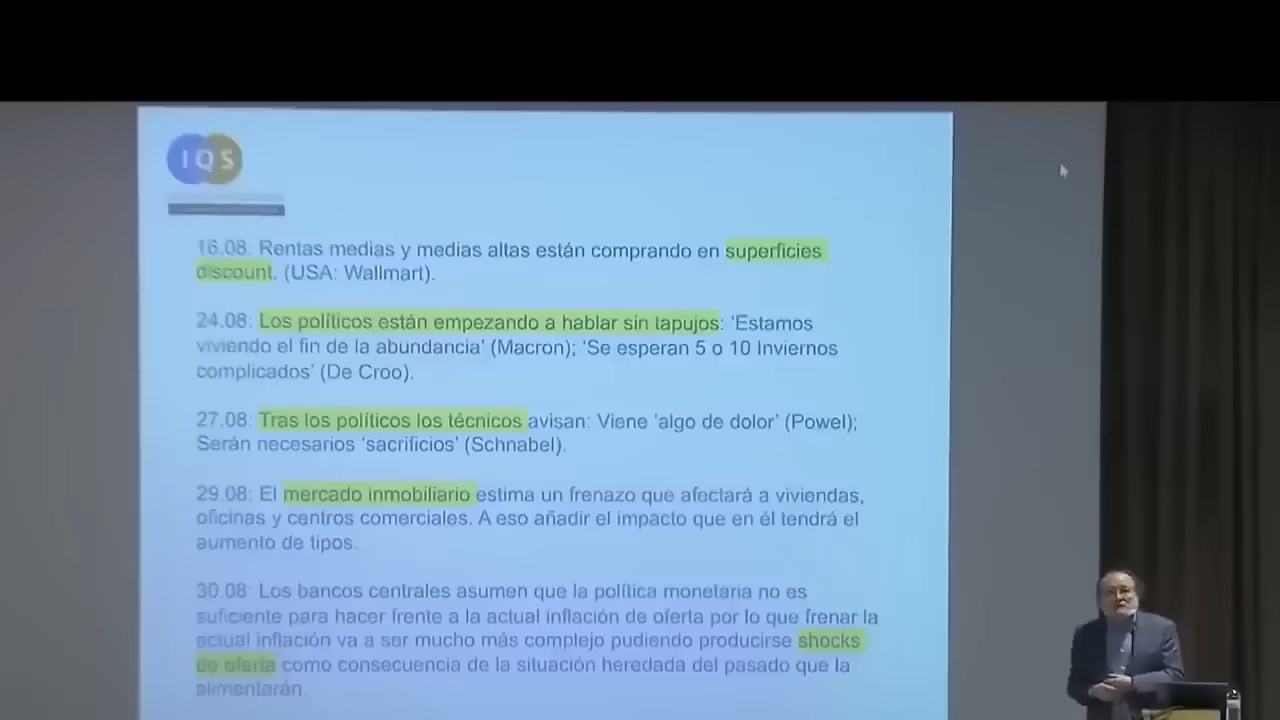 IQS
16.08: Rentas medias y medias altas están comprando en superficies
discount. (USA: Wallmart).
24.08: Los políticos están empezando a hablar sin tapujos: ‘Estamos
viviendo el fin de la abundancia’ (Macron); ‘Se esperan 5 o 10 Inviernos
complicados’ (De Croo).
27.08: Tras los políticos los técnicos avisan: Viene ‘algo de dolor’ (Powel);
Serán necesarios ‘sacrificios’ (Schnabel).
29.08: El mercado inmobiliario estima un frenazo que afectará a viviendas,
oficinas y centros comerciales. A eso añadir el impacto que en él tendrá el
aumento de tipos.
30.08: Los bancos centrales asumen que la política monetaria no es
suficiente para hacer frente a la actual inflación de oferta por lo que frenar la
actual inflación va a ser mucho más complejo pudiendo producirse shocks
de oferta como consecuencia de la situación heredada del pasado que la
alimentarán.